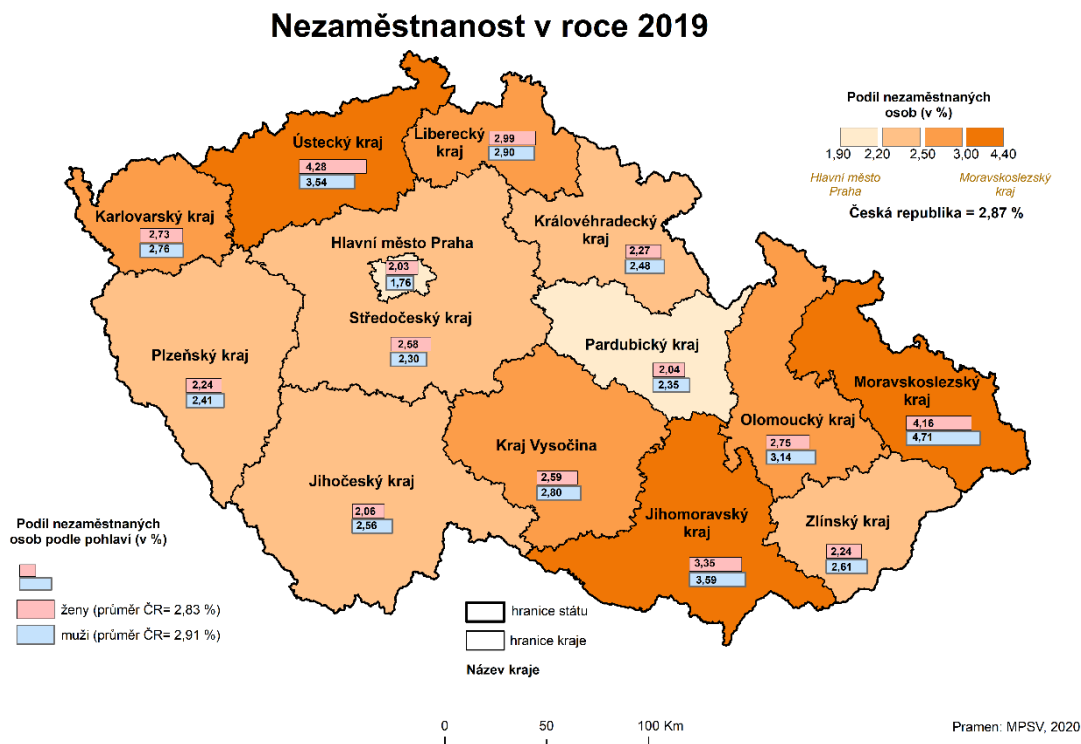 Nezaměstnanost v roce 2019
Podíl nezaměstnaných
osob (v %)
1,90 2,20 2,50 3,00 4,40
Hlavní město
Praha
Moravskoslezský
kraj
Česká republika = 2,87 %
Ústecký kraj
4,28
3,54
Liberecký
kraj
2,99
2,90
Karlovarský kraj
2,73
2,76
Královéhradecký
kraj
2,27
2,48
Hlavní město Praha
2,03
1,76
Středočeský kraj
2,58
2,30
Plzeňský kraj
2,24
2,41
Pardubický kraj
2,04
2,35
Moravskoslezský
kraj
4,16
4,71
Olomoucký kraj
2,75
3,14
Kraj Vysočina
2,59
2,80
Jihočeský kraj
2,06
2,56
Jihomoravský
kraj
3,35
3,59
Zlínský kraj
2,24
2,61
Podíl nezaměstnaných
osob podle pohlaví (v %)
ženy (průměr ČR= 2,83 %)
muži (průměr ČR= 2,91 %)
hranice státu
hranice kraje
Název kraje
0 50 100 Km
Pramen: MPSV, 2020